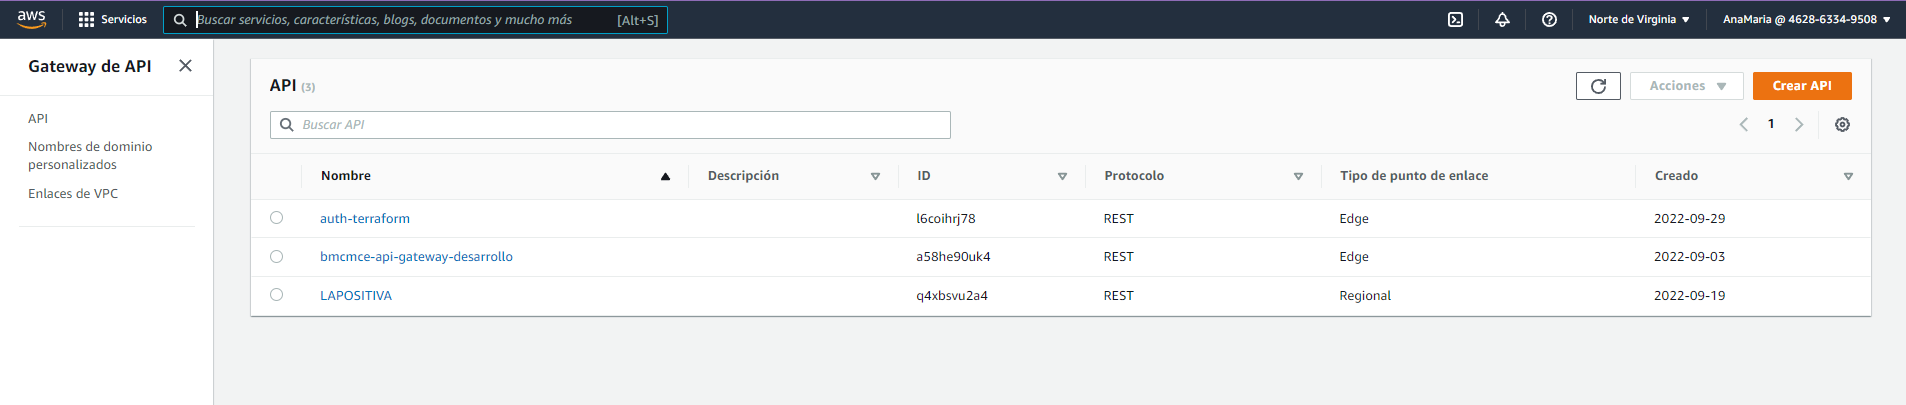 aws
Servicios
Buscar servicios, características, blogs, documentos y mucho más [Alt+S]
Norte de Virginia
AnaMaria @ 4628-6334-9508
Gateway de API
API
Nombres de dominio
personalizados
Enlaces de VPC
API (3)
Acciones
Crear API
Buscar API
1
Nombre Descripción ID Protocolo Tipo de punto de enlace Creado
auth-terraform l6coihrj78 REST Edge 2022-09-29
bmcmce-api-gateway-desarrollo a58he90uk4 REST Edge 2022-09-03
LAPOSITIVA q4xbsvu2a4 REST Regional 2022-09-19